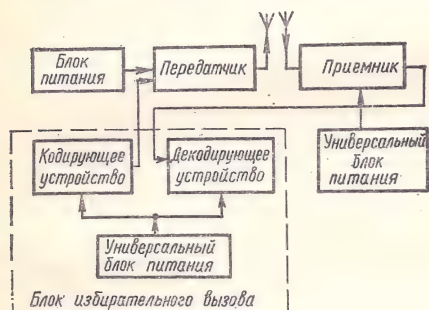 Блок
питания
Передатчик
Приемник
Кодирующее
устройство
Декодирующее
устройство
Универсальный
блок
питания
Универсальный
блок питания
Блок избирательного вызова